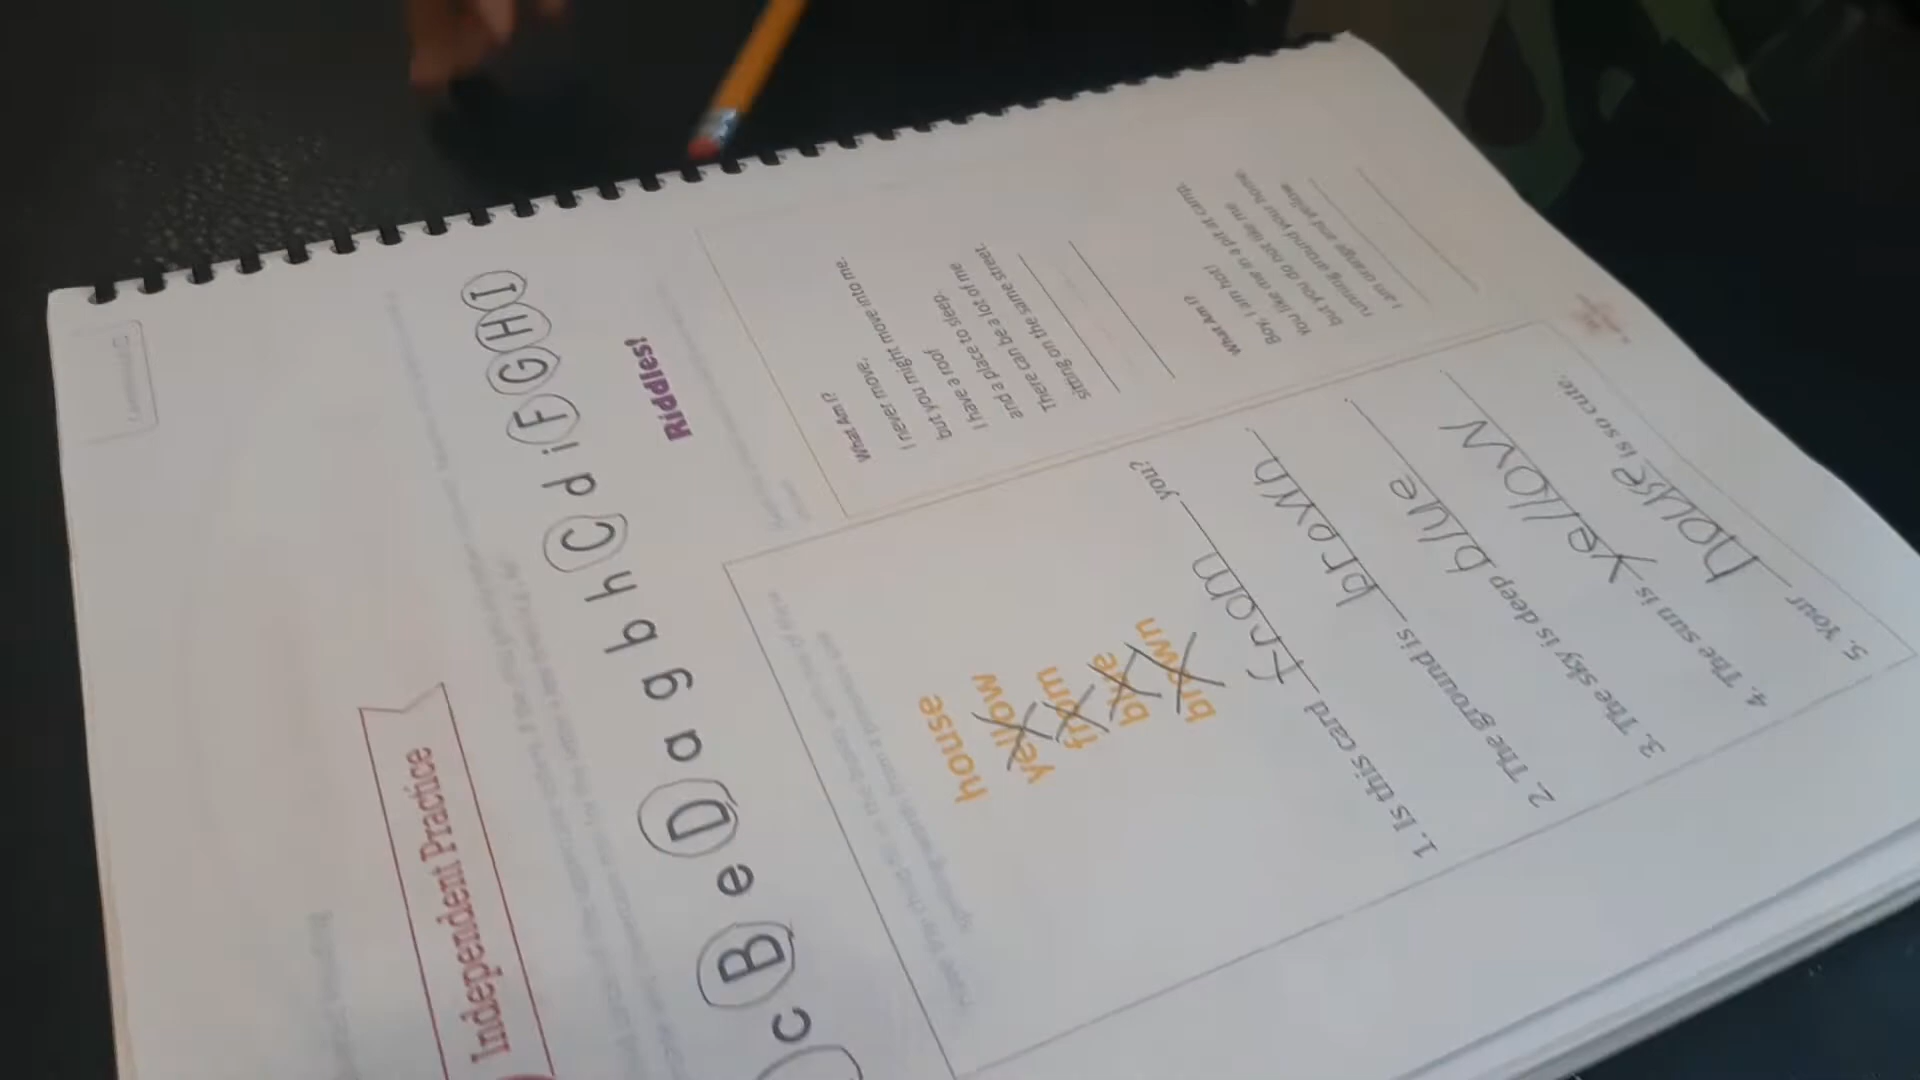 Independent Practice
c B e D a g b h C d i F G H I
house
yellow
from
blue
brown
1. Is this card from you?
2. The ground is brown
3. The sky is deep blue
4. The sun is yellow
5. Your house is so cute.
Riddles!
What Am I?
I never move,
but you might move into me.
I have a roof
and a place to sleep.
There can be a lot of me
sitting on the same street.
What Am I?
Boy, I am hot!
You like me in a pit at camp,
but you do not like me
running around your home.
I am orange and yellow